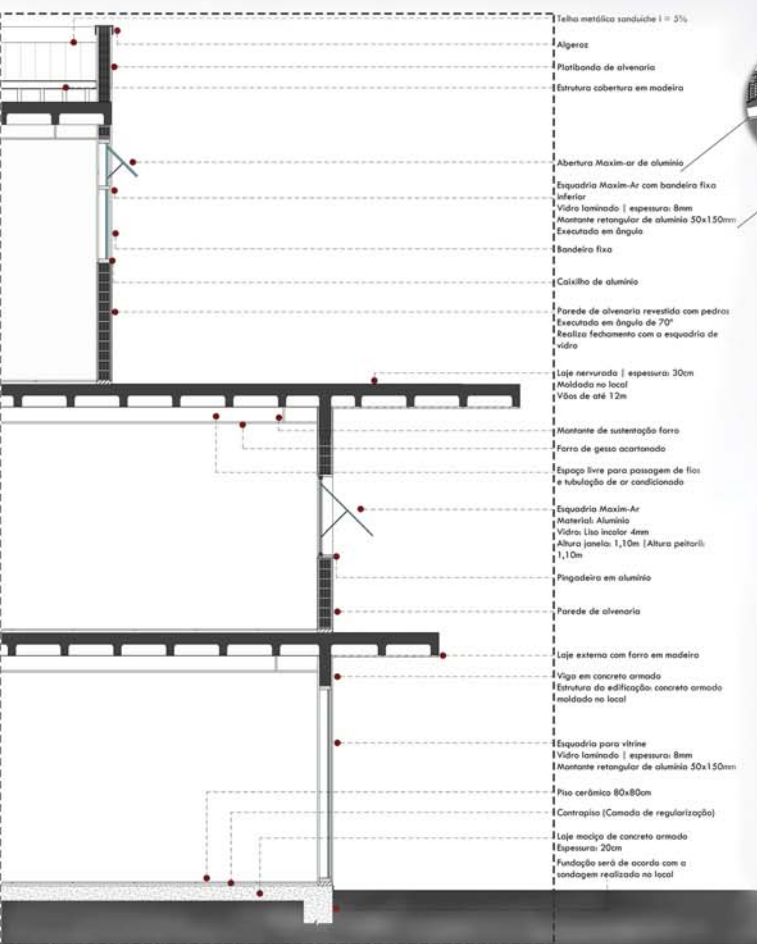 Telha metálica sanduiche i = 5%
Algeroz
Platibanda de alvenaria
Estrutura cobertura em madeira
Abertura Maxim-ar de alumínio
Esquadria Maxim-Ar com bandeira fixa
inferior
Vidro laminado | espessura: 8mm
Montante retangular de alumínio 50x150mm
Executada em ângulo
Bandeira fixa
Caixilho de alumínio
Parede de alvenaria revestida com pedras
Executada em ângulo de 70°
Realiza fechamento com a esquadria de
vidro
Laje nervurada | espessura: 30cm
Moldada no local
Vãos de até 12m
Montante de sustentação forro
Forro de gesso acartonado
Espaço livre para passagem de fios
e tubulação de ar condicionado
Esquadria Maxim-Ar
Material: Alumínio
Vidro: Liso incolor 4mm
Altura janela: 1,10m |Altura peitoril:
1,10m
Pingadeira em alumínio
Parede de alvenaria
Laje externa com forro em madeira
Viga em concreto armado
Estrutura da edificação: concreto armado
moldado no local
Esquadria para vitrine
Vidro laminado | espessura: 8mm
Montante retangular de alumínio 50x150mm
Piso cerâmico 80x80cm
Contrapiso (Camada de regularização)
Laje maciça de concreto armado
Espessura: 20cm
Fundação será de acordo com a
sondagem realizada no local